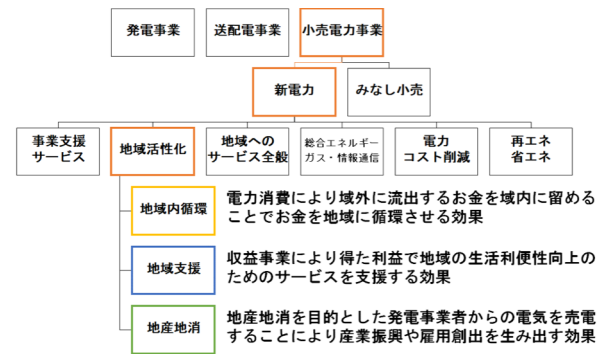 発電事業
送配電事業
小売電力事業
新電力
みなし小売
事業支援
サービス
地域活性化
地域への
サービス全般
総合エネルギー
ガス・情報通信
電力
コスト削減
再エネ
省エネ
地域内循環
電力消費により域外に流出するお金を域内に留める
ことでお金を地域に循環させる効果
地域支援
収益事業により得た利益で地域の生活利便性向上の
ためのサービスを支援する効果
地産地消
地産地消を目的とした発電事業者からの電気を売電
することにより産業振興や雇用創出を生み出す効果